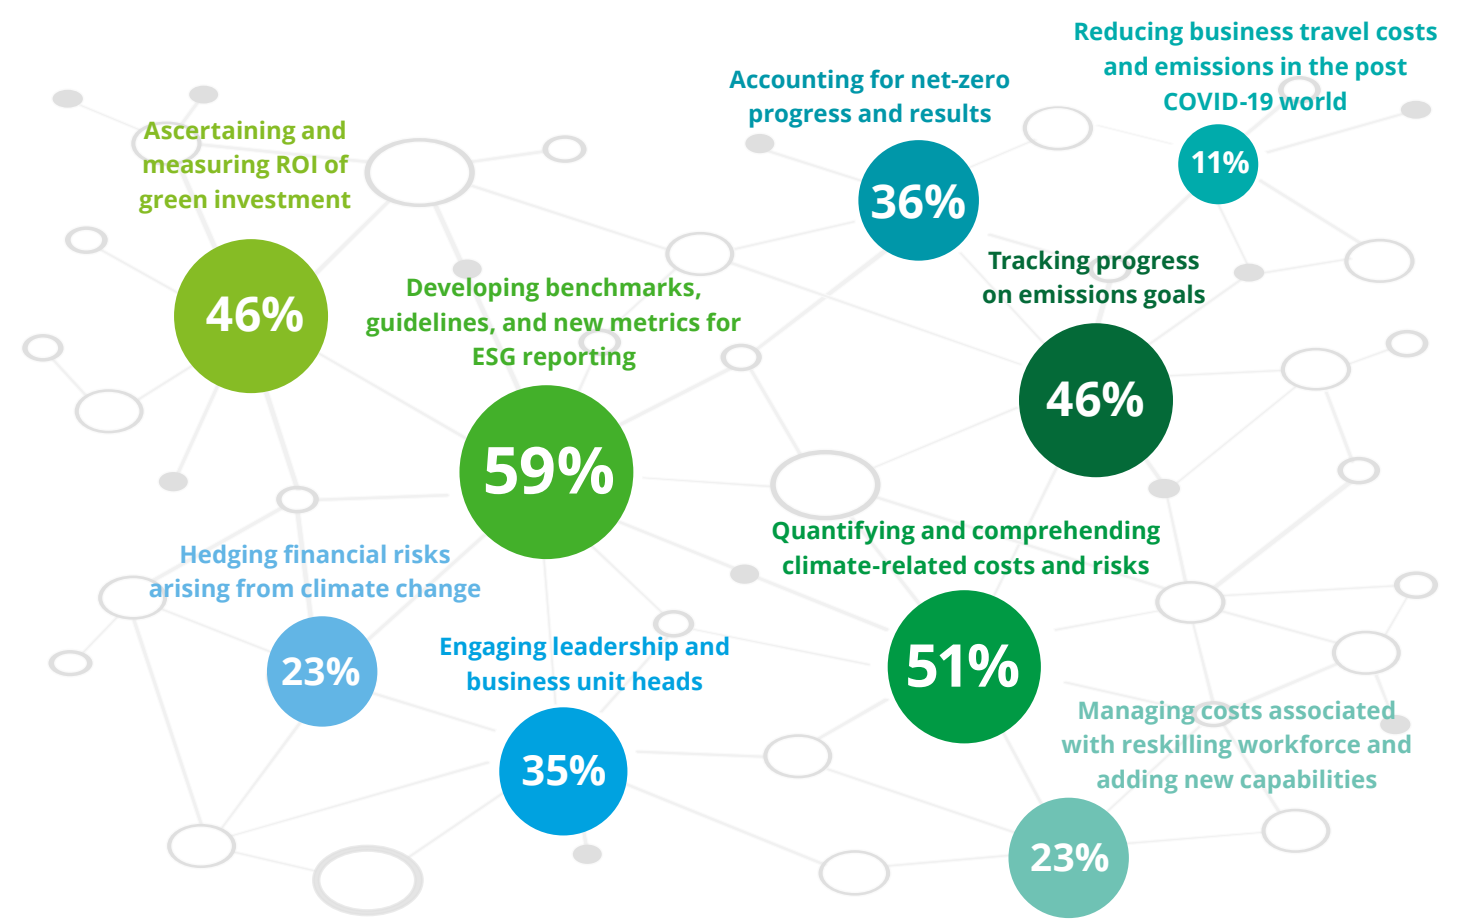 Reducing business travel costs
and emissions in the post
COVID-19 world
11%
Accounting for net-zero
progress and results
36%
Ascertaining and
measuring ROI of
green investment
46%
Tracking progress
on emissions goals
46%
Developing benchmarks,
guidelines, and new metrics for
ESG reporting
59%
Quantifying and comprehending
climate-related costs and risks
51%
Hedging financial risks
arising from climate change
23%
Engaging leadership and
business unit heads
35%
Managing costs associated
with reskilling workforce and
adding new capabilities
23%